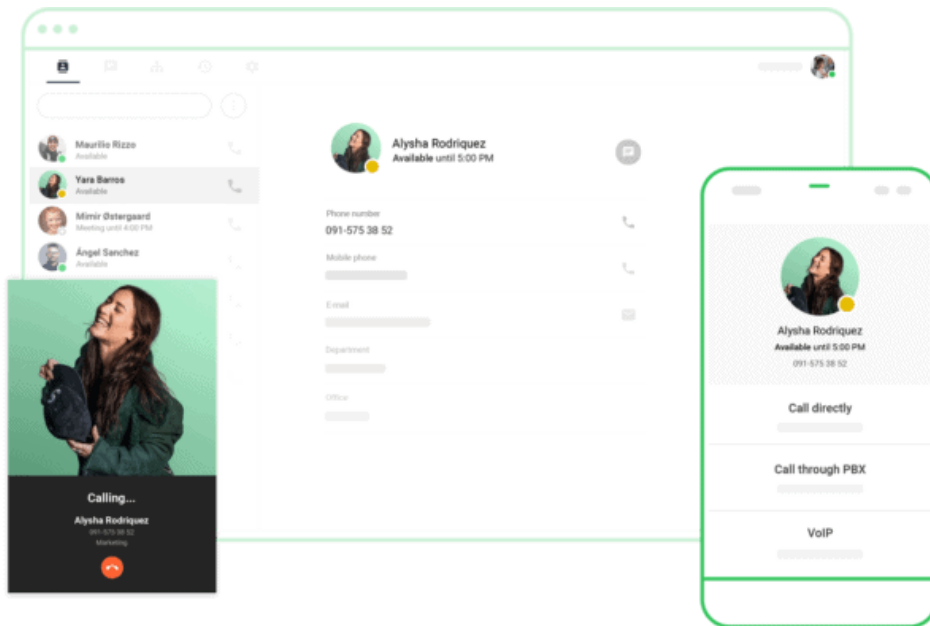 Maurilio Rizzo
Available
Yara Barros
Available
Mimir Østergaard
Meeting until 4:00 PM
Ángel Sanchez
Available
Alysha Rodriquez
Available until 5:00 PM
Phone number
091-575 38 52
Mobile phone
E-mail
Department
Office
Calling...
Alysha Rodriquez
091-575 38 52
Marketing
Alysha Rodriquez
Available until 5:00 PM
091-575 38 52
Call directly
Call through PBX
VoIP